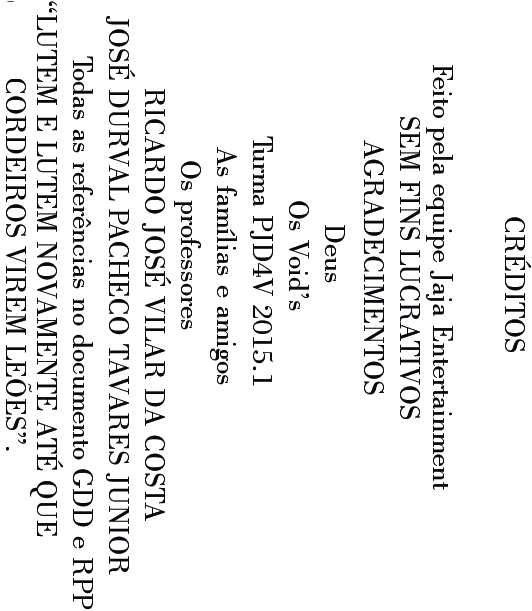 CRÉDITOS
Feito pela equipe Jaja Entertainment
SEM FINS LUCRATIVOS
AGRADECIMENTOS
Deus
Os Void's
Turma PJD4V 2015.1
As famílias e amigos
Os professores
RICARDO JOSÉ VILAR DA COSTA
JOSÉ DURVAL PACHECO TAVARES JUNIOR
Todas as referências no documento GDD e RPP
“LUTEM E LUTEM NOVAMENTE ATÉ QUE
CORDEIROS VIREM LEÕES”.